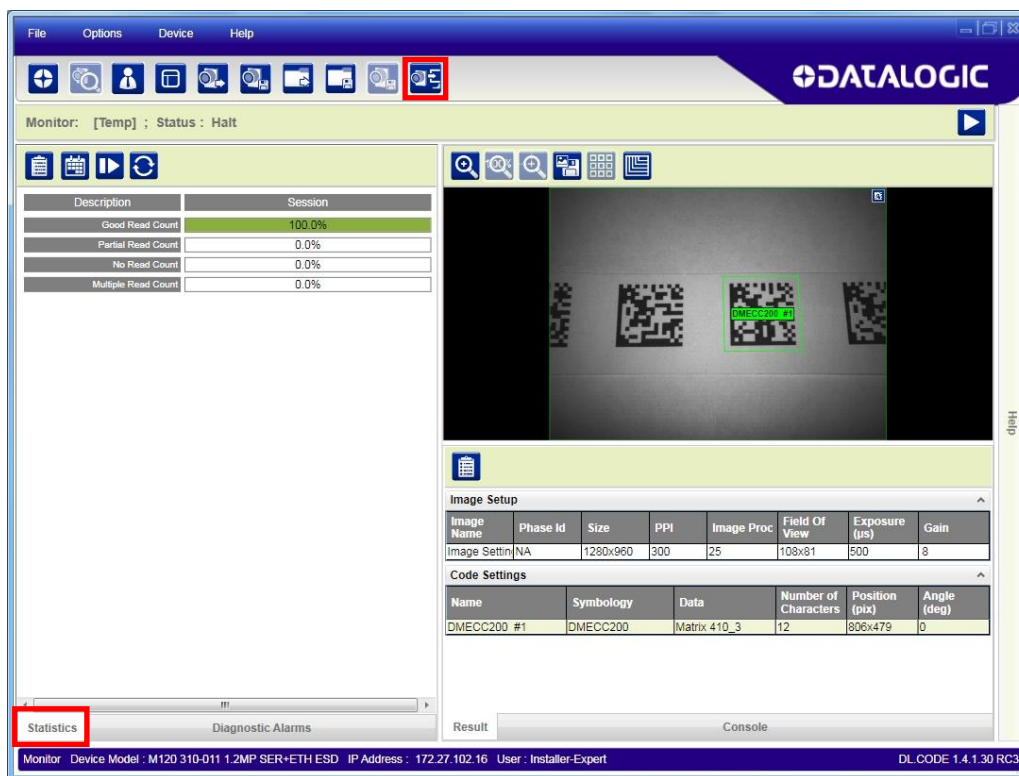 File Options Device Help
DATALOGIC
Monitor: [Temp] ; Status : Halt
Description Session
Good Read Count 100.0%
Partial Read Count 0.0%
No Read Count 0.0%
Multiple Read Count 0.0%
DMECC200 #1
Help
Image Setup
Image Name Phase Id Size PPI Image Proc Field Of View Exposure (µs) Gain
Image Settin NA 1280x960 300 25 108x81 500 8
Code Settings
Name Symbology Data Number of Characters Position (pix) Angle (deg)
DMECC200 #1 DMECC200 Matrix 410_3 12 806x479 0
Statistics Diagnostic Alarms Result Console
Monitor Device Model : M120 310-011 1.2MP SER+ETH ESD IP Address : 172.27.102.16 User : Installer-Expert DL.CODE 1.4.1.30 RC3